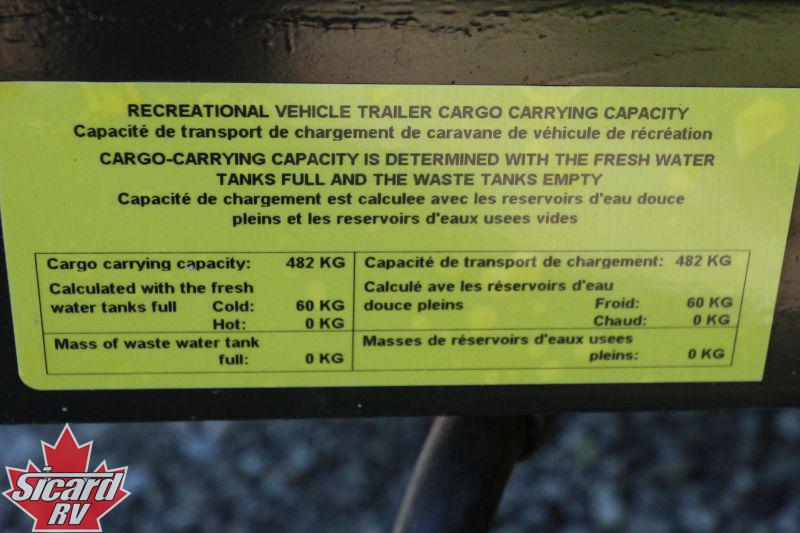 RECREATIONAL VEHICLE TRAILER CARGO CARRYING CAPACITY
Capacité de transport de chargement de caravane de véhicule de récréation
CARGO-CARRYING CAPACITY IS DETERMINED WITH THE FRESH WATER
TANKS FULL AND THE WASTE TANKS EMPTY
Capacité de chargement est calculee avec les reservoirs d'eau douce
pleins et les reservoirs d'eaux usees vides
Cargo carrying capacity: 482 KG
Calculated with the fresh
water tanks full Cold: 60 KG
Hot: 0 KG
Mass of waste water tank
full: 0 KG
Capacité de transport de chargement: 482 KG
Calculé ave les réservoirs d'eau
douce pleins Froid: 60 KG
Chaud: 0 KG
Masses de réservoirs d'eaux usees
pleins: 0 KG
Sicard
RV